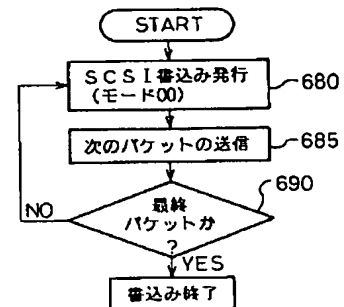 START
SCSI書込み発行
(モード00)
680
次のパケットの送信
685
最終
パケットか
?
690
NO
YES
書込み終了